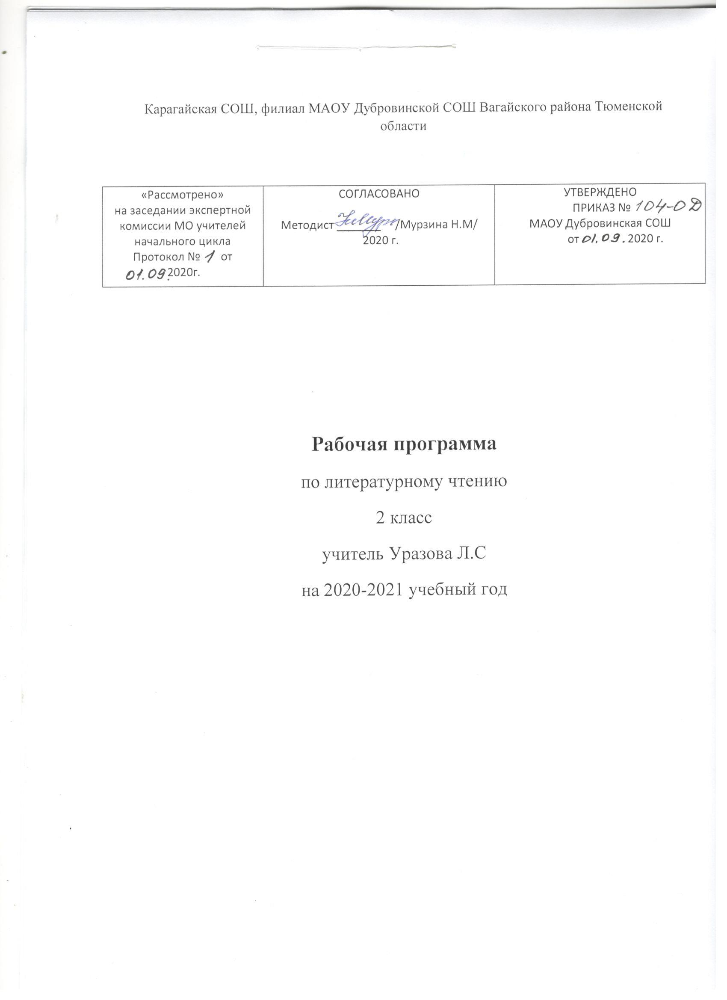 Карагайская СОШ, филиал МАОУ Дубровинской СОШ Вагайского района Тюменской
области
«Рассмотрено»
на заседании экспертной
комиссии МО учителей
начального цикла
Протокол № 1 от
01.09.2020г.
СОГЛАСОВАНО
Методист /Мурзина Н.М/
2020 г.
УТВЕРЖДЕНО
ПРИКАЗ № 104-ОД
МАОУ Дубровинская СОШ
от 01.09.2020 г.
Рабочая программа
по литературному чтению
2 класс
учитель Уразова Л.С
на 2020-2021 учебный год